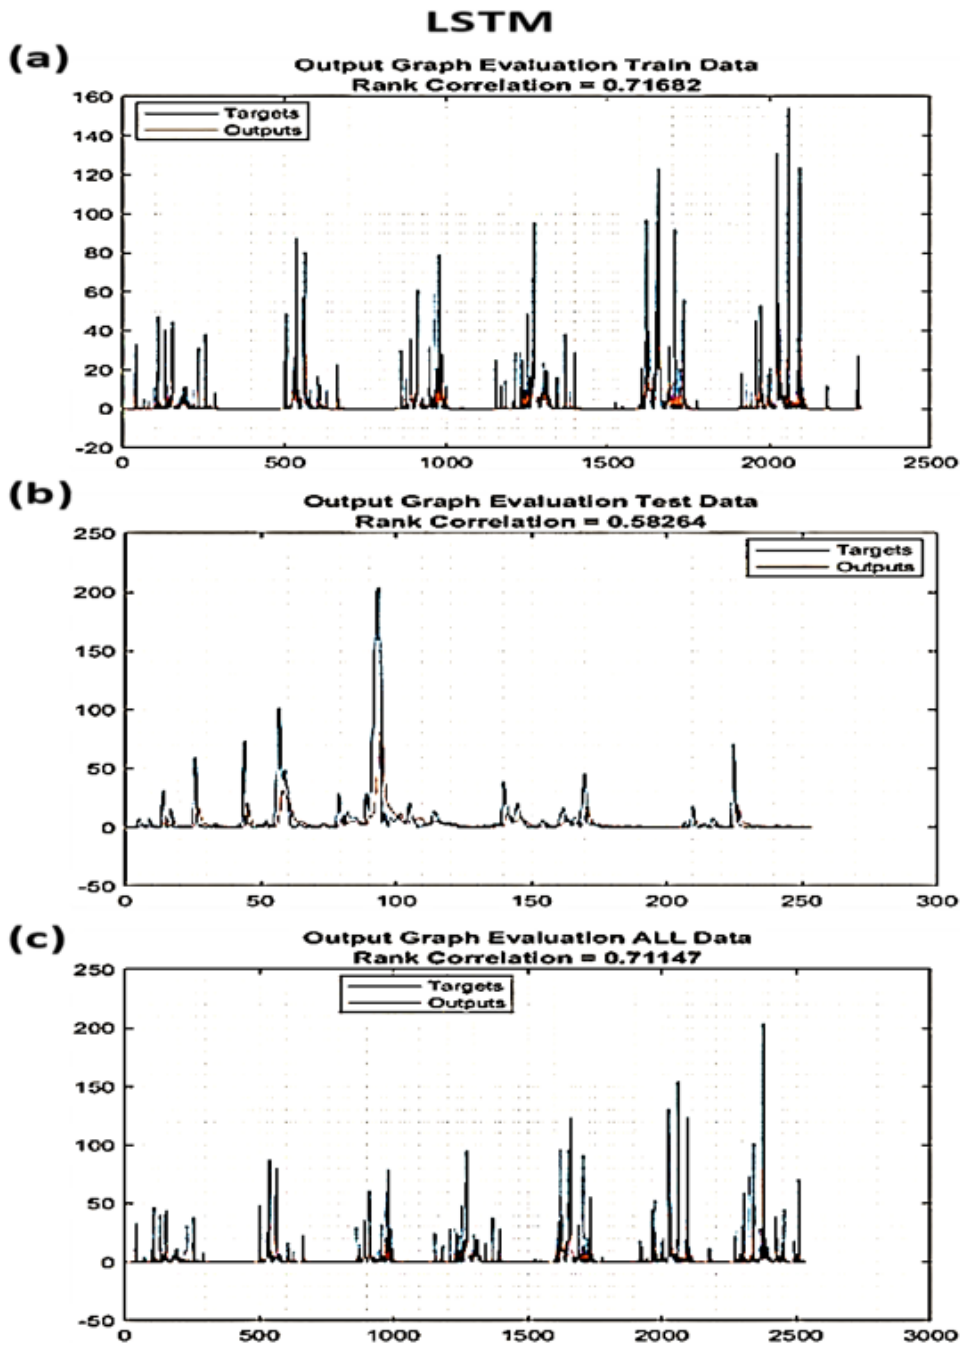 LSTM
(a)
Output Graph Evaluation Train Data
Rank Correlation = 0.71682
160
140
120
100
80
60
40
20
0
-20
Targets
Outputs
0 500 1000 1500 2000 2500
(b)
Output Graph Evaluation Test Data
Rank Correlation = 0.58264
250
200
150
100
50
0
-50
Targets
Outputs
0 50 100 150 200 250 300
(c)
Output Graph Evaluation ALL Data
Rank Correlation = 0.71147
250
200
150
100
50
0
-50
Targets
Outputs
0 500 1000 1500 2000 2500 3000